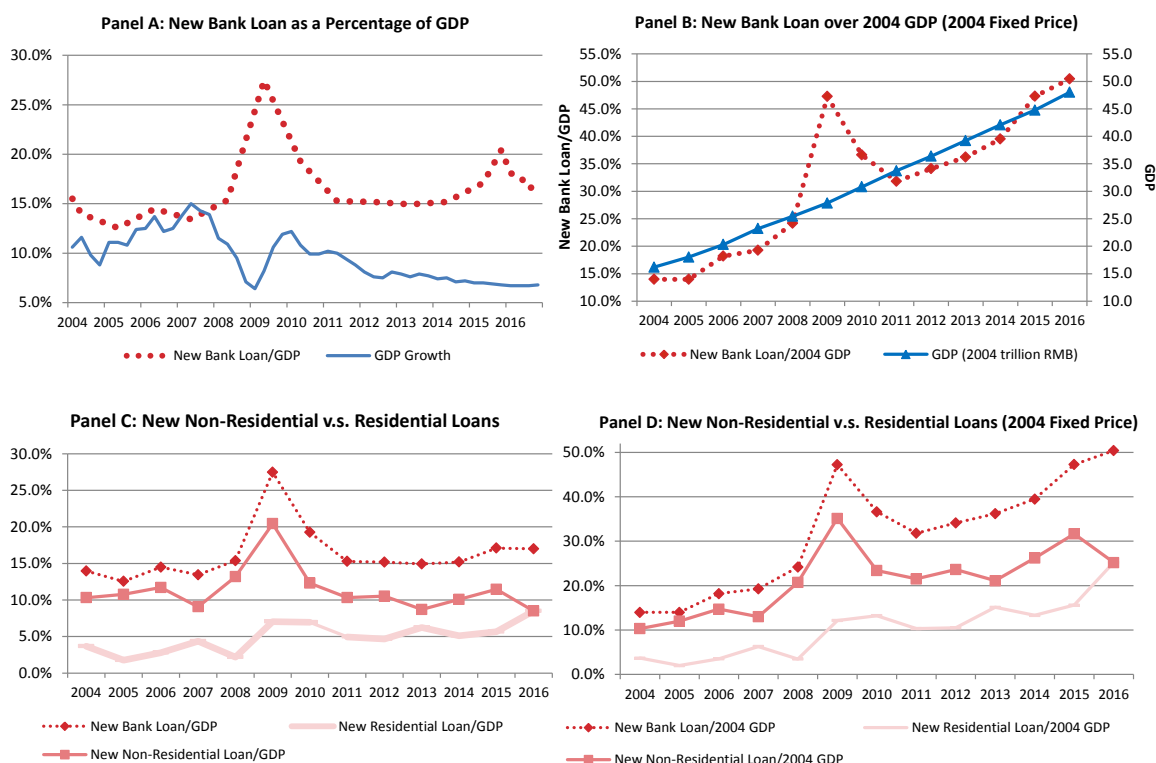 Panel A: New Bank Loan as a Percentage of GDP
30.0%
25.0%
20.0%
15.0%
10.0%
5.0%
2004 2005 2006 2007 2008 2009 2010 2011 2012 2013 2014 2015 2016
New Bank Loan/GDP GDP Growth
Panel B: New Bank Loan over 2004 GDP (2004 Fixed Price)
New Bank Loan/GDP
55.0% 55.0
50.0% 50.0
45.0% 45.0
40.0% 40.0
35.0% 35.0
30.0% 30.0
25.0% 25.0
20.0% 20.0
15.0% 15.0
10.0% 10.0
GDP
2004 2005 2006 2007 2008 2009 2010 2011 2012 2013 2014 2015 2016
New Bank Loan/2004 GDP GDP (2004 trillion RMB)
Panel C: New Non-Residential v.s. Residential Loans
30.0%
25.0%
20.0%
15.0%
10.0%
5.0%
0.0%
2004 2005 2006 2007 2008 2009 2010 2011 2012 2013 2014 2015 2016
New Bank Loan/GDP New Residential Loan/GDP
New Non-Residential Loan/GDP
Panel D: New Non-Residential v.s. Residential Loans (2004 Fixed Price)
50.0%
40.0%
30.0%
20.0%
10.0%
0.0%
2004 2005 2006 2007 2008 2009 2010 2011 2012 2013 2014 2015 2016
New Bank Loan/2004 GDP New Residential Loan/2004 GDP
New Non-Residential Loan/2004 GDP